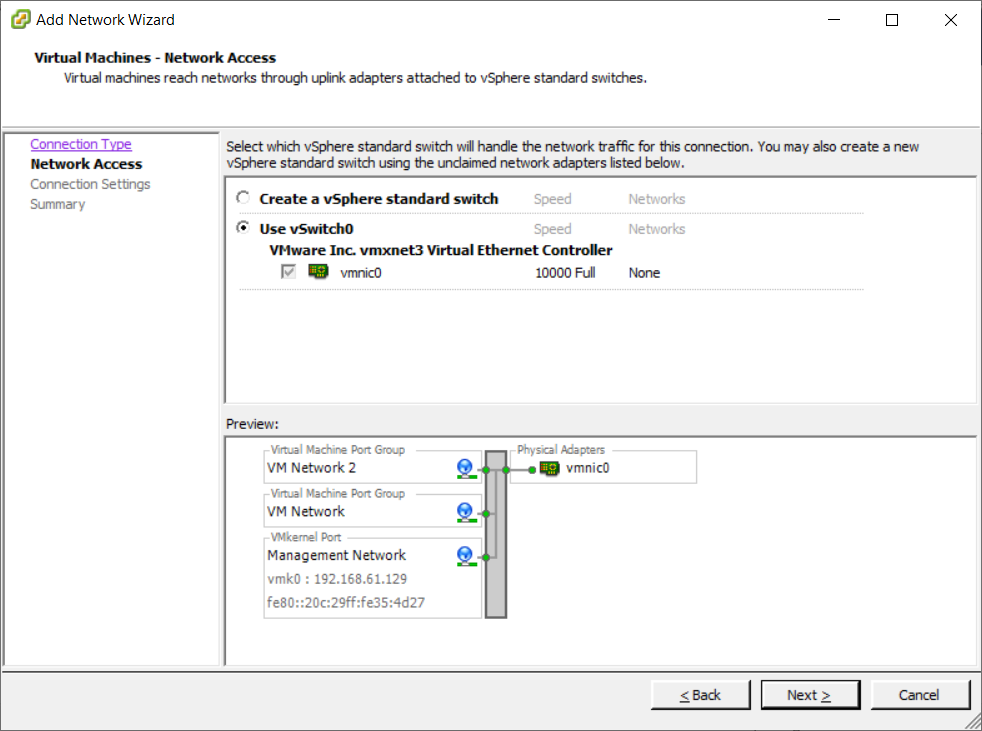 Add Network Wizard
Virtual Machines - Network Access
Virtual machines reach networks through uplink adapters attached to vSphere standard switches.
Connection Type
Network Access
Connection Settings
Summary
Select which vSphere standard switch will handle the network traffic for this connection. You may also create a new
vSphere standard switch using the unclaimed network adapters listed below.
Create a vSphere standard switch Speed Networks
Use vSwitch0 Speed Networks
VMware Inc. vmxnet3 Virtual Ethernet Controller
vmnic0 10000 Full None
Preview:
Virtual Machine Port Group Physical Adapters
VM Network 2 vmnic0
Virtual Machine Port Group
VM Network
VMkernel Port
Management Network
vmk0 : 192.168.61.129
fe80::20c:29ff:fe35:4d27
< Back Next > Cancel